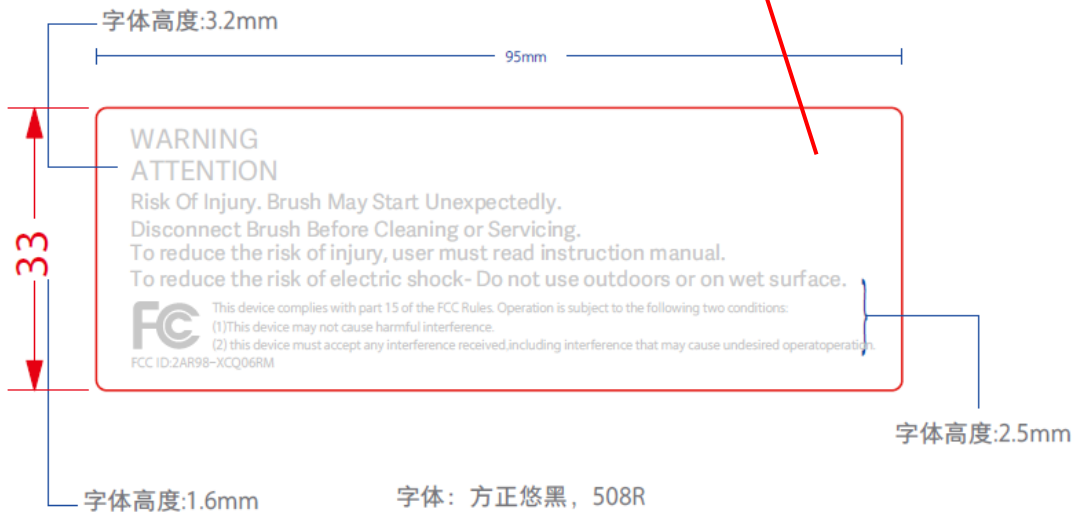 字体高度:3.2mm
95mm
33
WARNING
ATTENTION
Risk Of Injury. Brush May Start Unexpectedly.
Disconnect Brush Before Cleaning or Servicing.
To reduce the risk of injury, user must read instruction manual.
To reduce the risk of electric shock- Do not use outdoors or on wet surface.
FC
This device complies with part 15 of the FCC Rules. Operation is subject to the following two conditions:
(1)This device may not cause harmful interference.
(2) this device must accept any interference received,including interference that may cause undesired operatoperation.
FCC ID:2AR98-XCQ06RM
字体高度:2.5mm
字体高度:1.6mm
字体：方正悠黑，508R